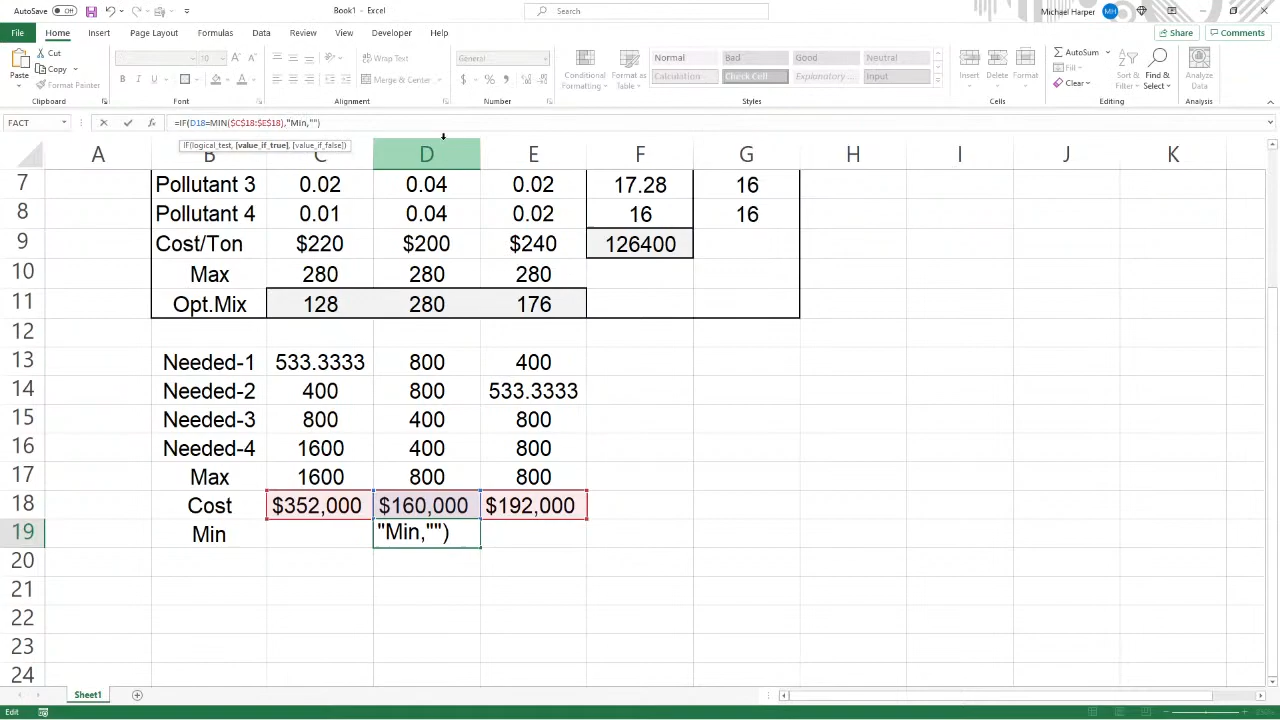 AutoSave Off Book1 - Excel Search Michael Harper MH
File Home Insert Page Layout Formulas Data Review View Developer Help Share Comments
Paste Cut Copy Format Painter
10 A A Wrap Text General Normal Bad Good Neutral
B I U A Merge & Center $ % Calculation Check Cell Explanatory ... Input
Conditional Formatting Format as Table Insert Delete Format AutoSum Fill Clear Sort & Filter Find & Select Analyze Data
Clipboard Font Alignment Number Styles Cells Editing Analysis
FACT fx =IF(D18=MIN($C$18:$E$18),"Min,"")
IF(logical_test, [value_if_true], [value_if_false])
A B C D E F G H I J K
7 Pollutant 3 0.02 0.04 0.02 17.28 16
8 Pollutant 4 0.01 0.04 0.02 16 16
9 Cost/Ton $220 $200 $240 126400
10 Max 280 280 280
11 Opt.Mix 128 280 176
12
13 Needed-1 533.3333 800 400
14 Needed-2 400 800 533.3333
15 Needed-3 800 400 800
16 Needed-4 1600 400 800
17 Max 1600 800 800
18 Cost $352,000 $160,000 $192,000
19 Min "Min,"")
20
21
22
23
24
Sheet1
Edit